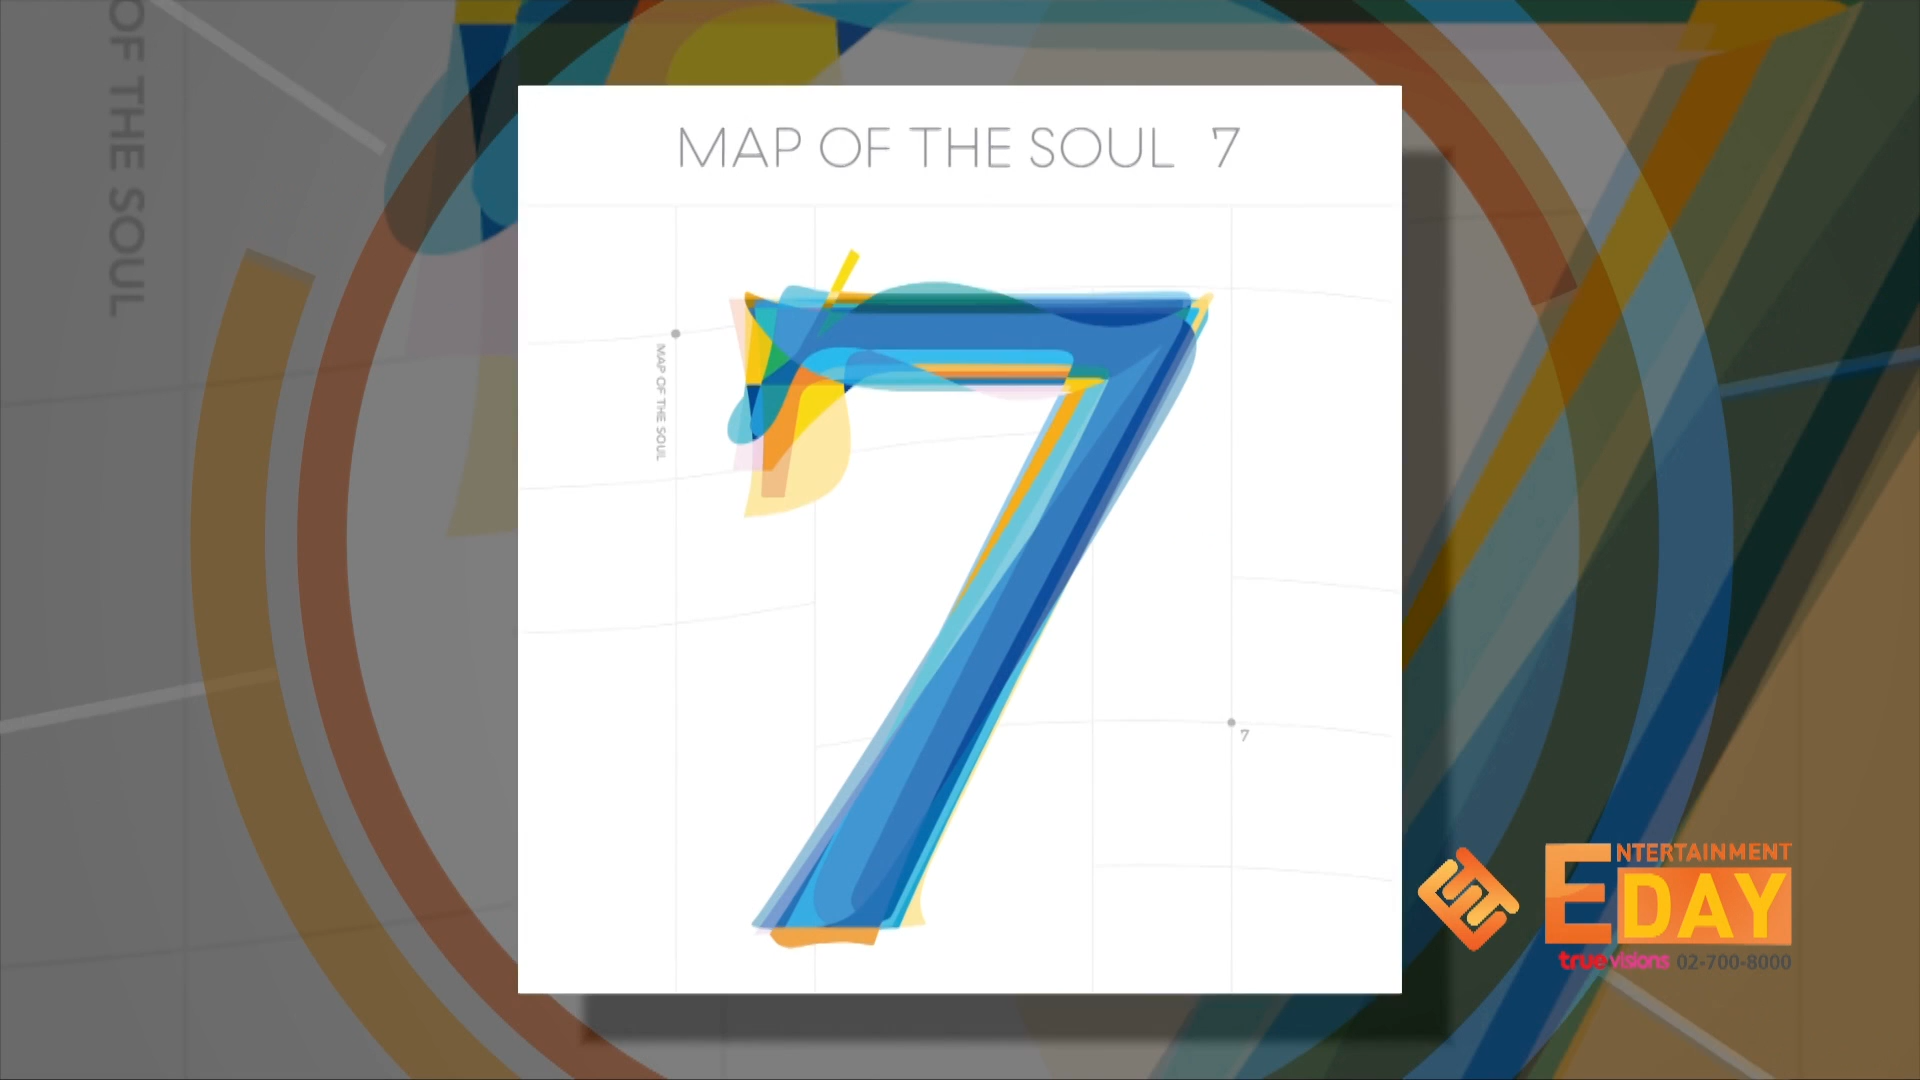 OF THE SOUL
MAP OF THE SOUL 7
MAP OF THE SOUL
7
7
ENTERTAINMENT
DAY
truevisions 02-700-8000